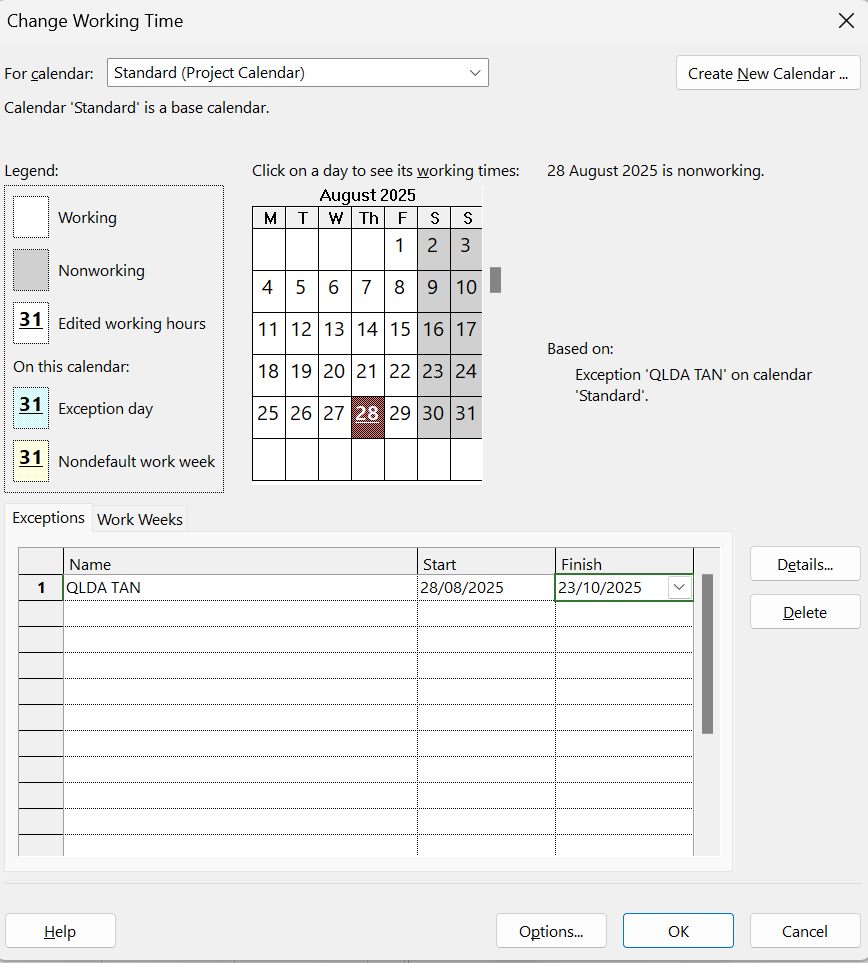 Change Working Time
For calendar: Standard (Project Calendar) Create New Calendar ...
Calendar 'Standard' is a base calendar.
Legend:
Working
Nonworking
31 Edited working hours
On this calendar:
31 Exception day
31 Nondefault work week
Click on a day to see its working times:
August 2025
M T W Th F S S
1 2 3
4 5 6 7 8 9 10
11 12 13 14 15 16 17
18 19 20 21 22 23 24
25 26 27 28 29 30 31
28 August 2025 is nonworking.
Based on:
Exception 'QLDA TAN' on calendar
'Standard'.
Exceptions Work Weeks
Name Start Finish
1 QLDA TAN 28/08/2025 23/10/2025
Details...
Delete
Help Options... OK Cancel